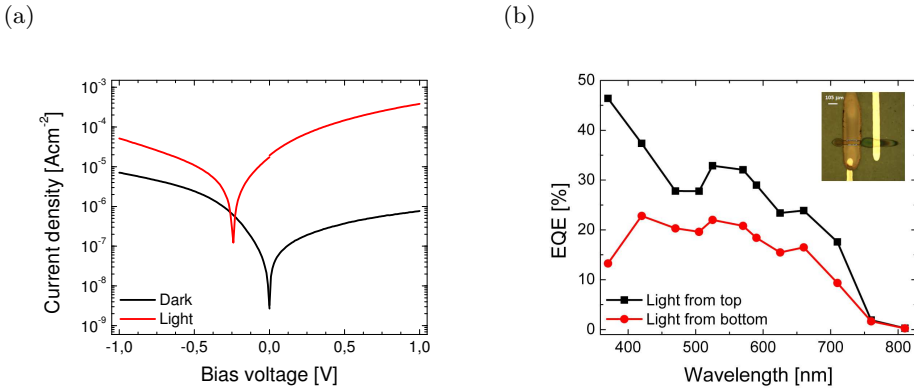 (a)
(b)
10⁻³
10⁻⁴
10⁻⁵
10⁻⁶
10⁻⁷
10⁻⁸
10⁻⁹
Current density [Acm⁻²]
Dark
Light
-1,0
-0,5
0,0
0,5
1,0
Bias voltage [V]
50
40
30
20
10
0
EQE [%]
105 µm
Light from top
Light from bottom
400
500
600
700
800
Wavelength [nm]